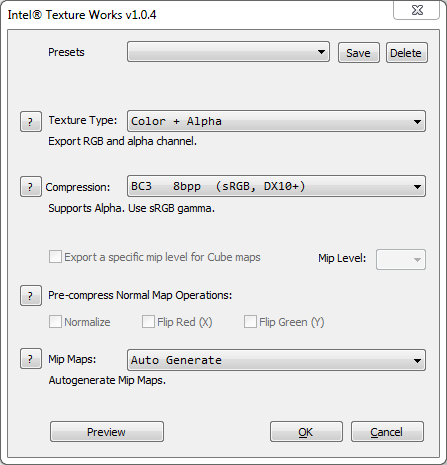 Intel® Texture Works v1.0.4
Presets
Save
Delete
? Texture Type: Color + Alpha
Export RGB and alpha channel.
? Compression: BC3 8bpp (sRGB, DX10+)
Supports Alpha. Use sRGB gamma.
Export a specific mip level for Cube maps Mip Level:
? Pre-compress Normal Map Operations:
Normalize Flip Red (X) Flip Green (Y)
? Mip Maps: Auto Generate
Autogenerate Mip Maps.
Preview OK Cancel